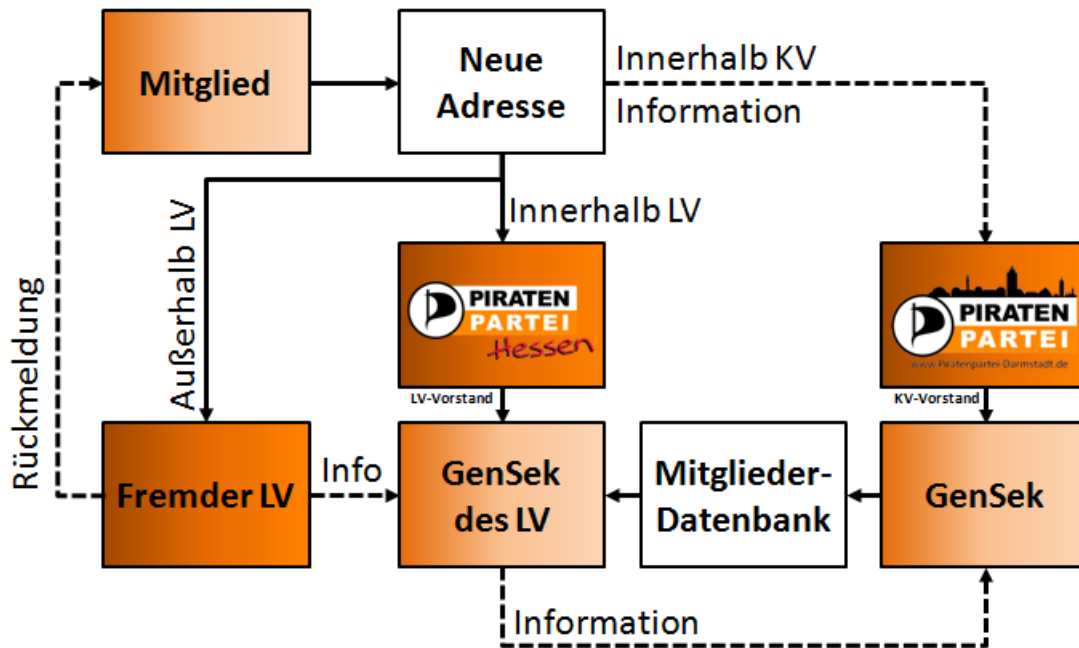 Mitglied
Neue
Adresse
Innerhalb KV
Information
Außerhalb LV
Innerhalb LV
Rückmeldung
PIRATEN
PARTEI
Hessen
PIRATEN
PARTEI
www.Piratenpartei-Darmstadt.de
LV-Vorstand
KV-Vorstand
Fremder LV
Info
GenSek
des LV
Mitglieder-
Datenbank
GenSek
Information